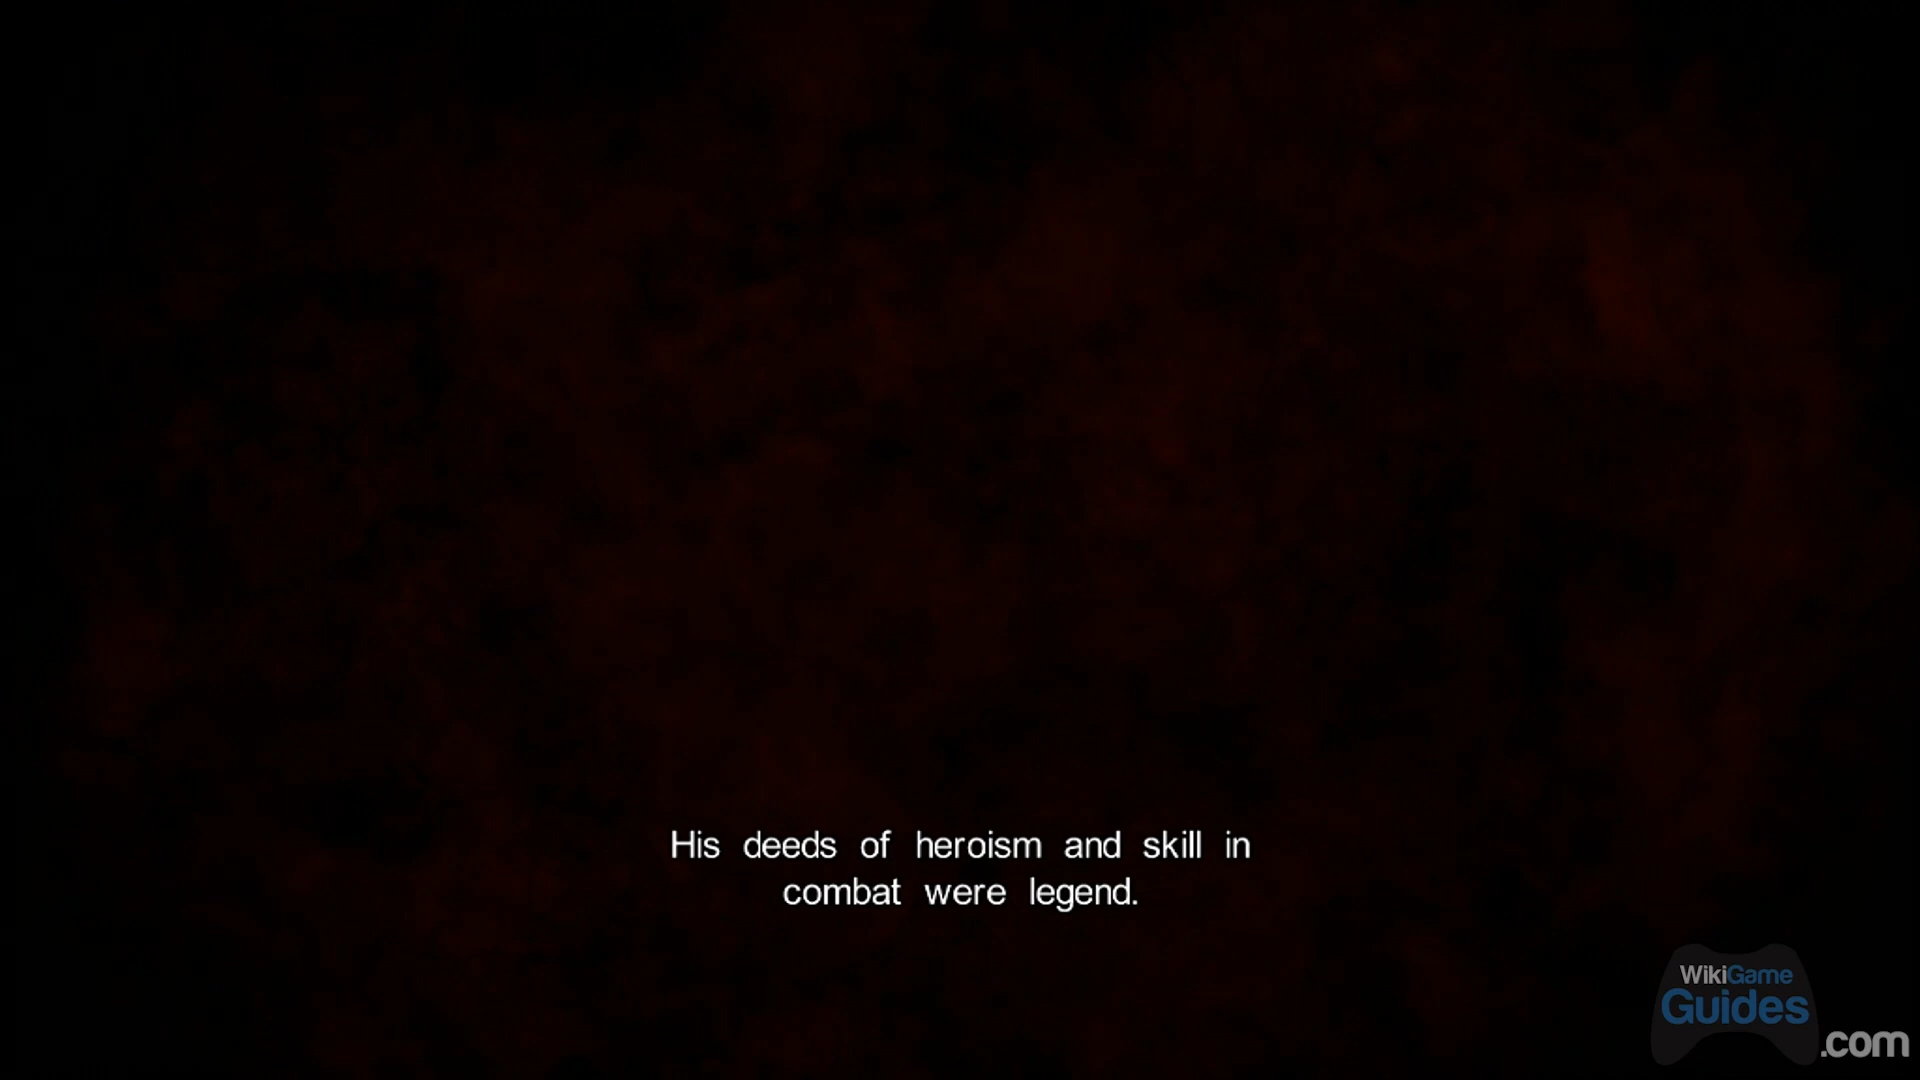 His deeds of heroism and skill in
combat were legend.
WikiGame
Guides
.com